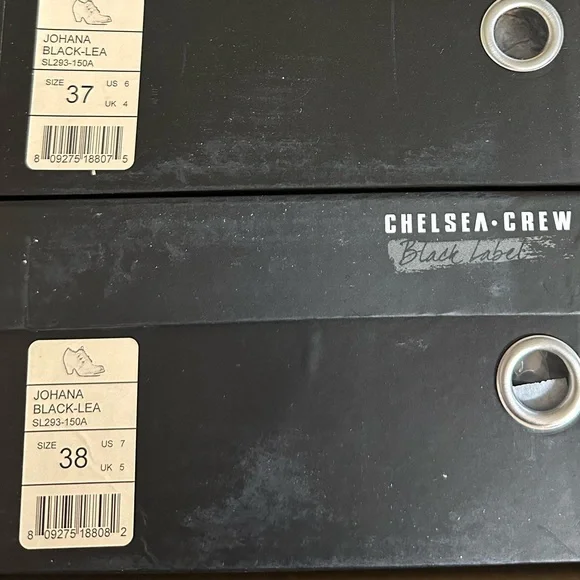 JOHANA
BLACK-LEA
SL293-150A
SIZE 37 US 6
UK 4
8 09275 18807 5
CHELSEA·CREW
Black Label
JOHANA
BLACK-LEA
SL293-150A
SIZE 38 US 7
UK 5
8 09275 18808 2